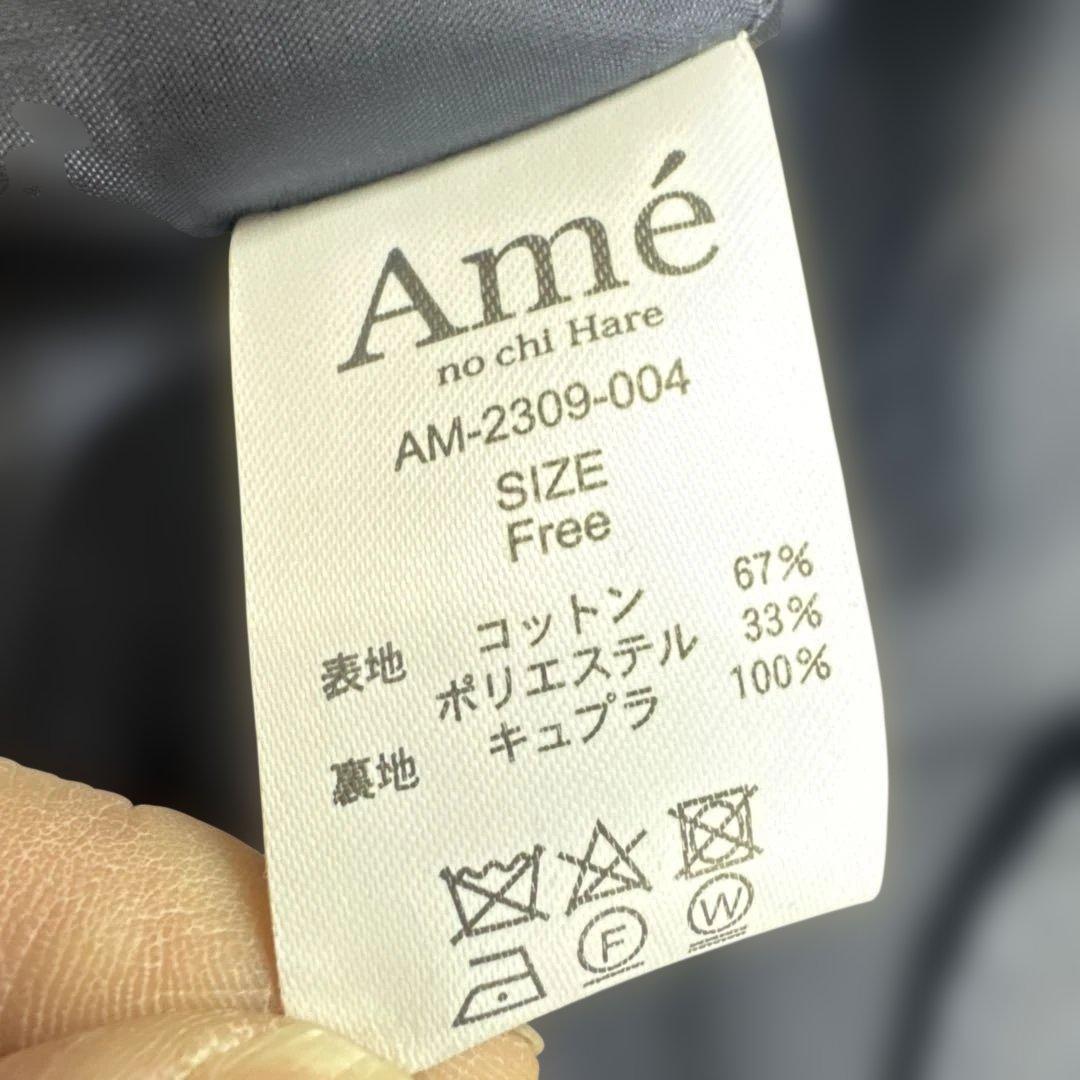 Amé
no chi Hare
AM-2309-004
SIZE
Free
表地 コットン 67%
ポリエステル 33%
裏地 キュプラ 100%
F W